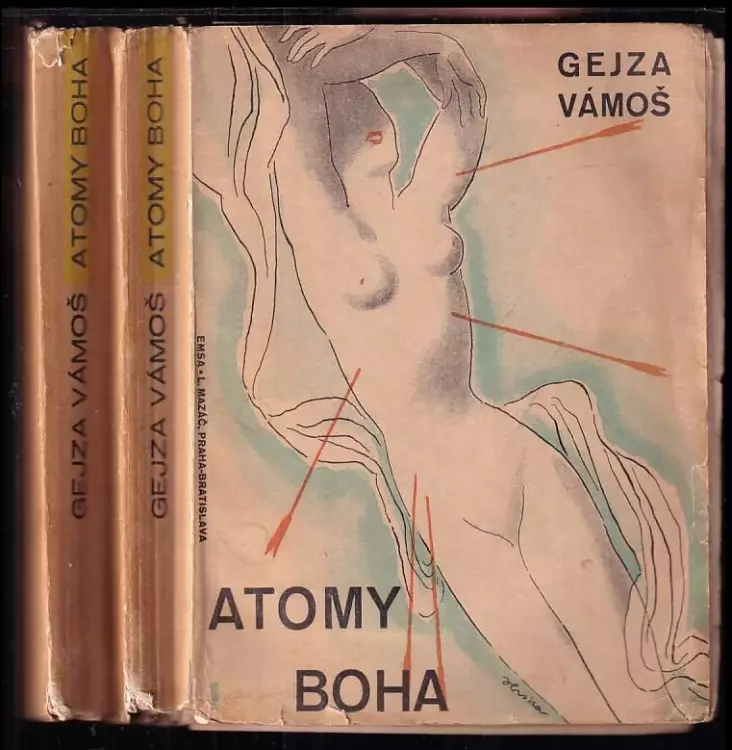 GEJZA VÁMOŠ ATOMY BOHA
GEJZA VÁMOŠ ATOMY BOHA
GEJZA
VÁMOŠ
EMSA • L. MAZÁČ, PRAHA-BRATISLAVA
ATOMY
BOHA